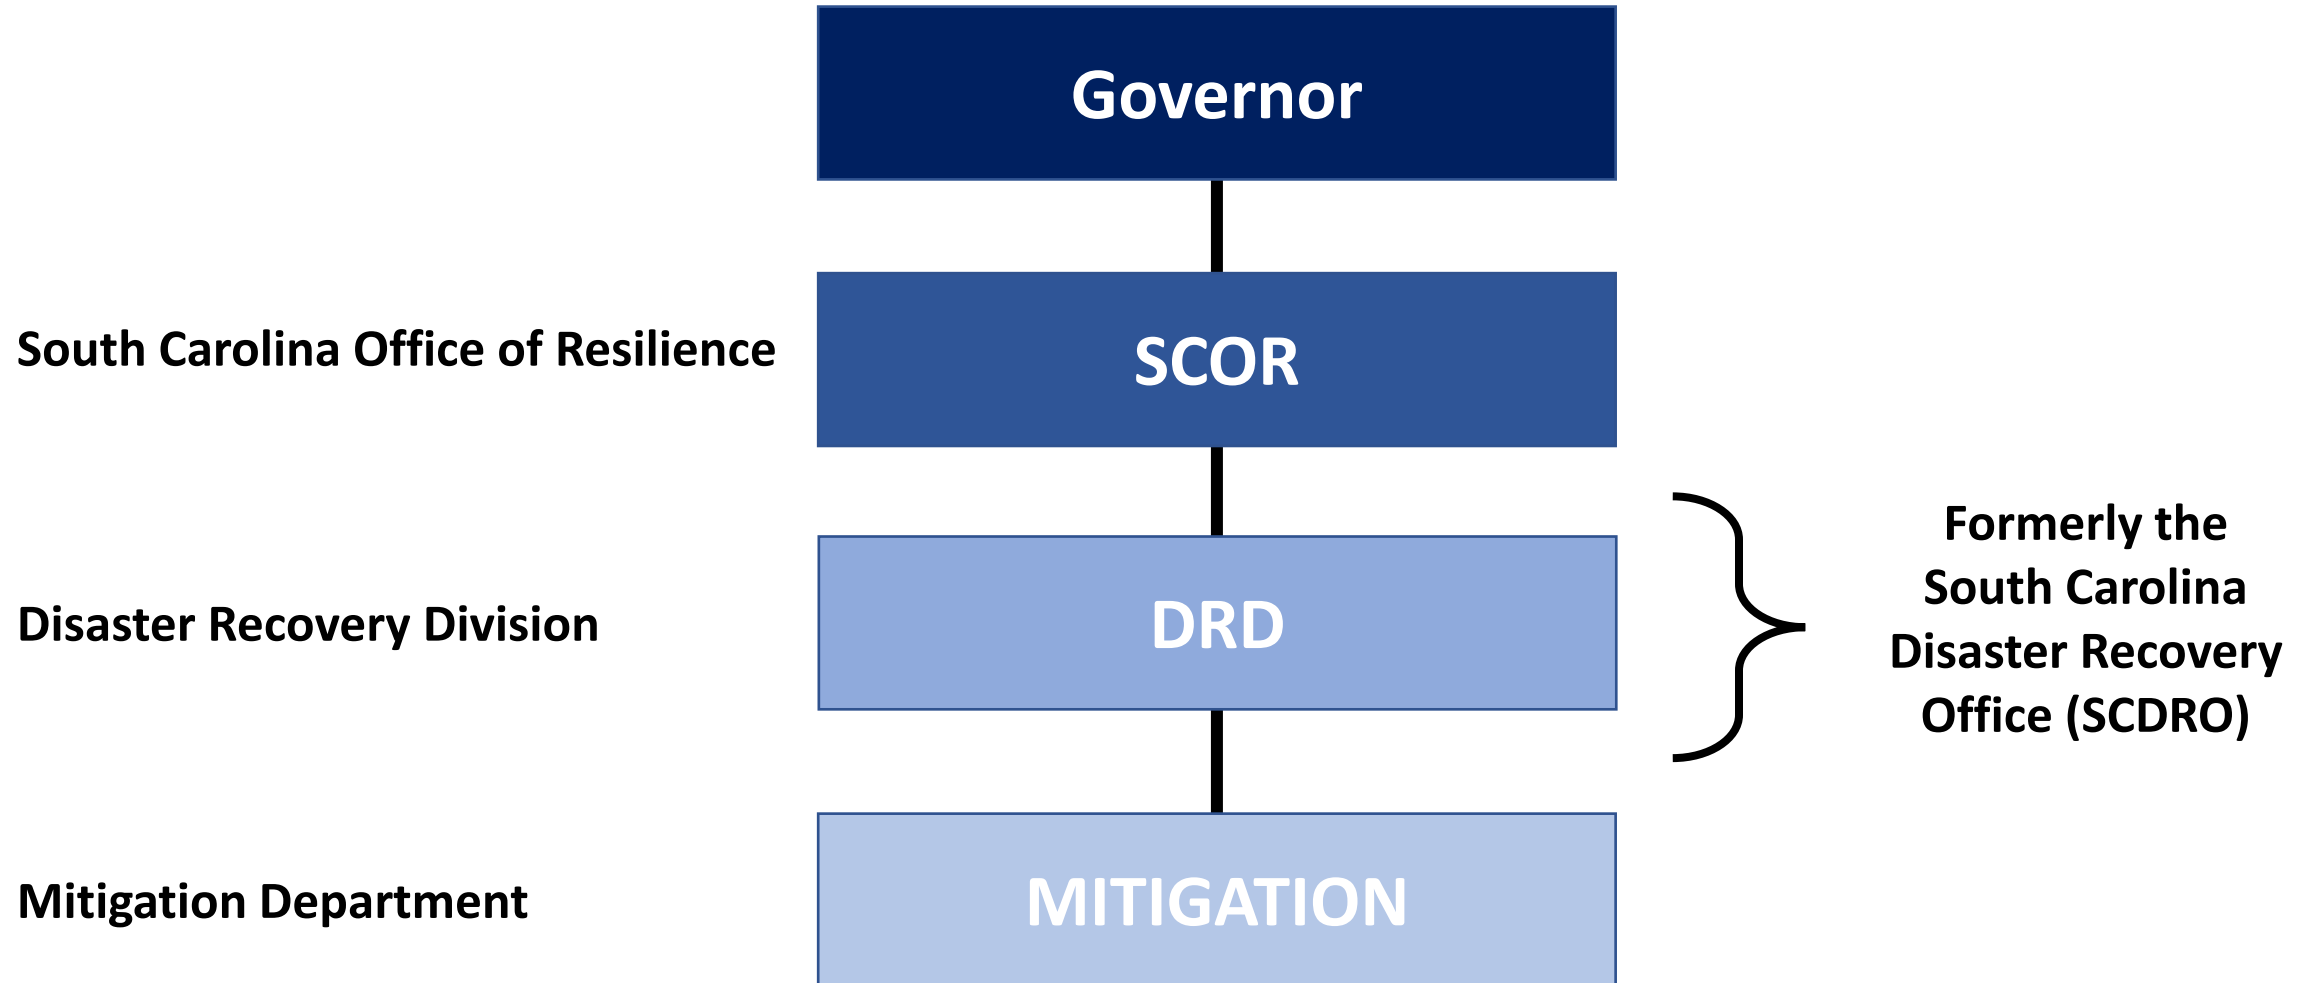 Governor
South Carolina Office of Resilience
SCOR
Disaster Recovery Division
DRD
Formerly the
South Carolina
Disaster Recovery
Office (SCDRO)
Mitigation Department
MITIGATION